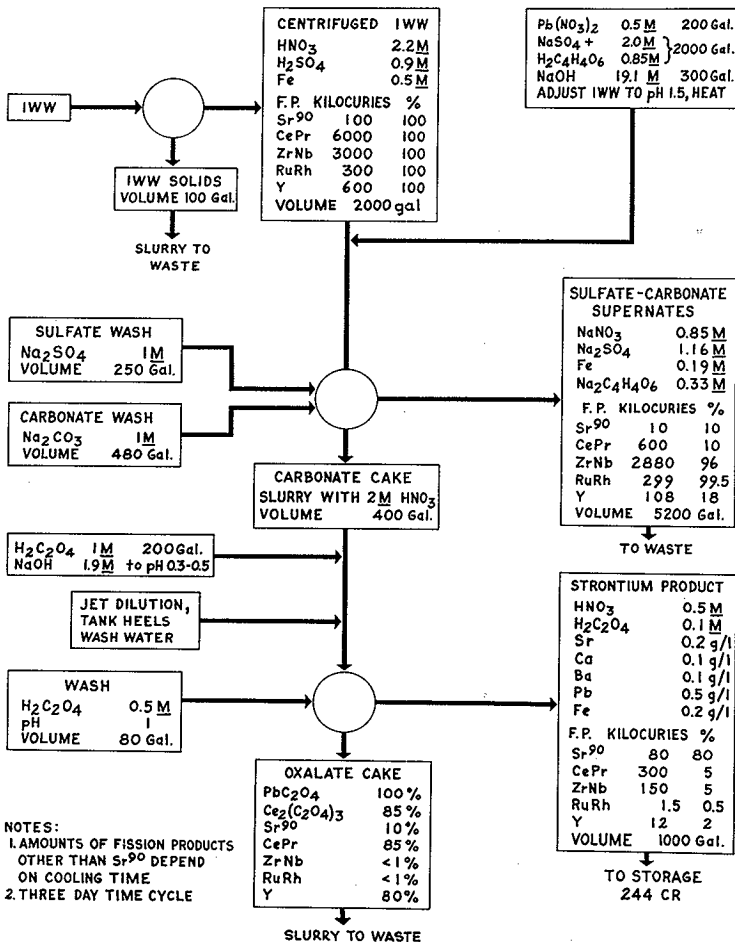 CENTRIFUGED 1WW
HNO3 2.2 M
H2SO4 0.9 M
Fe 0.5 M
F.P. KILOCURIES %
Sr90 100 100
CePr 6000 100
ZrNb 3000 100
RuRh 300 100
Y 600 100
VOLUME 2000 gal
Pb(NO3)2 0.5 M 200 Gal.
NaSO4 + 2.0 M
H2C4H4O6 0.85 M } 2000 Gal.
NaOH 19.1 M 300 Gal.
ADJUST 1WW TO pH 1.5, HEAT
1WW
1WW SOLIDS
VOLUME 100 Gal.
SLURRY TO
WASTE
SULFATE WASH
Na2SO4 1M
VOLUME 250 Gal.
CARBONATE WASH
Na2CO3 1M
VOLUME 480 Gal.
SULFATE-CARBONATE
SUPERNATES
NaNO3 0.85 M
Na2SO4 1.16 M
Fe 0.19 M
Na2C4H4O6 0.33 M
F.P. KILOCURIES %
Sr90 10 10
CePr 600 10
ZrNb 2880 96
RuRh 299 99.5
Y 108 18
VOLUME 5200 Gal.
TO WASTE
CARBONATE CAKE
SLURRY WITH 2M HNO3
VOLUME 400 Gal.
H2C2O4 1M 200 Gal.
NaOH 1.9M to pH 0.3-0.5
JET DILUTION,
TANK HEELS
WASH WATER
WASH
H2C2O4 0.5 M
pH 1
VOLUME 80 Gal.
STRONTIUM PRODUCT
HNO3 0.5 M
H2C2O4 0.1 M
Sr 0.2 g/l
Ca 0.1 g/l
Ba 0.1 g/l
Pb 0.5 g/l
Fe 0.2 g/l
F.P. KILOCURIES %
Sr90 80 80
CePr 300 5
ZrNb 150 5
RuRh 1.5 0.5
Y 12 2
VOLUME 1000 Gal.
TO STORAGE
244 CR
OXALATE CAKE
PbC2O4 100%
Ce2(C2O4)3 85%
Sr90 10%
CePr 85%
ZrNb <1%
RuRh <1%
Y 80%
SLURRY TO WASTE
NOTES:
1. AMOUNTS OF FISSION PRODUCTS
OTHER THAN Sr90 DEPEND
ON COOLING TIME
2. THREE DAY TIME CYCLE